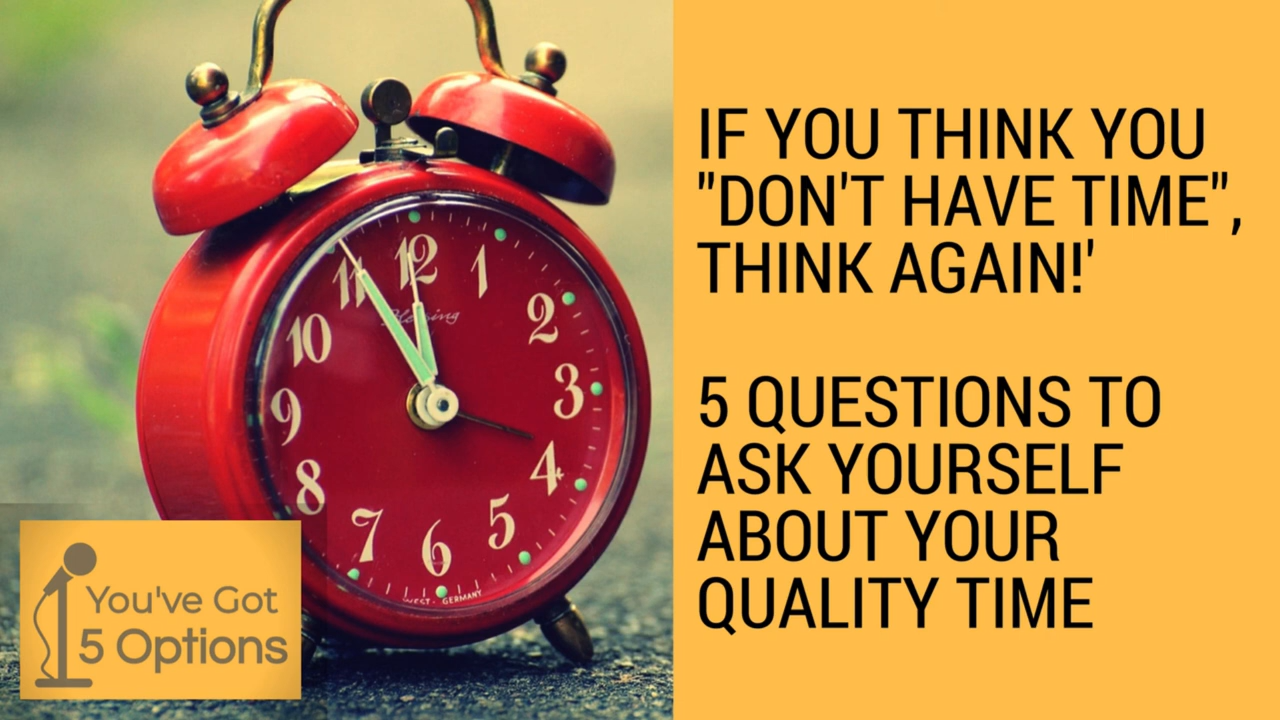 IF YOU THINK YOU
"DON'T HAVE TIME",
THINK AGAIN!'
5 QUESTIONS TO
ASK YOURSELF
ABOUT YOUR
QUALITY TIME
12
1
2
3
4
5
6
7
8
9
10
11
WEST - GERMANY
You've Got
5 Options